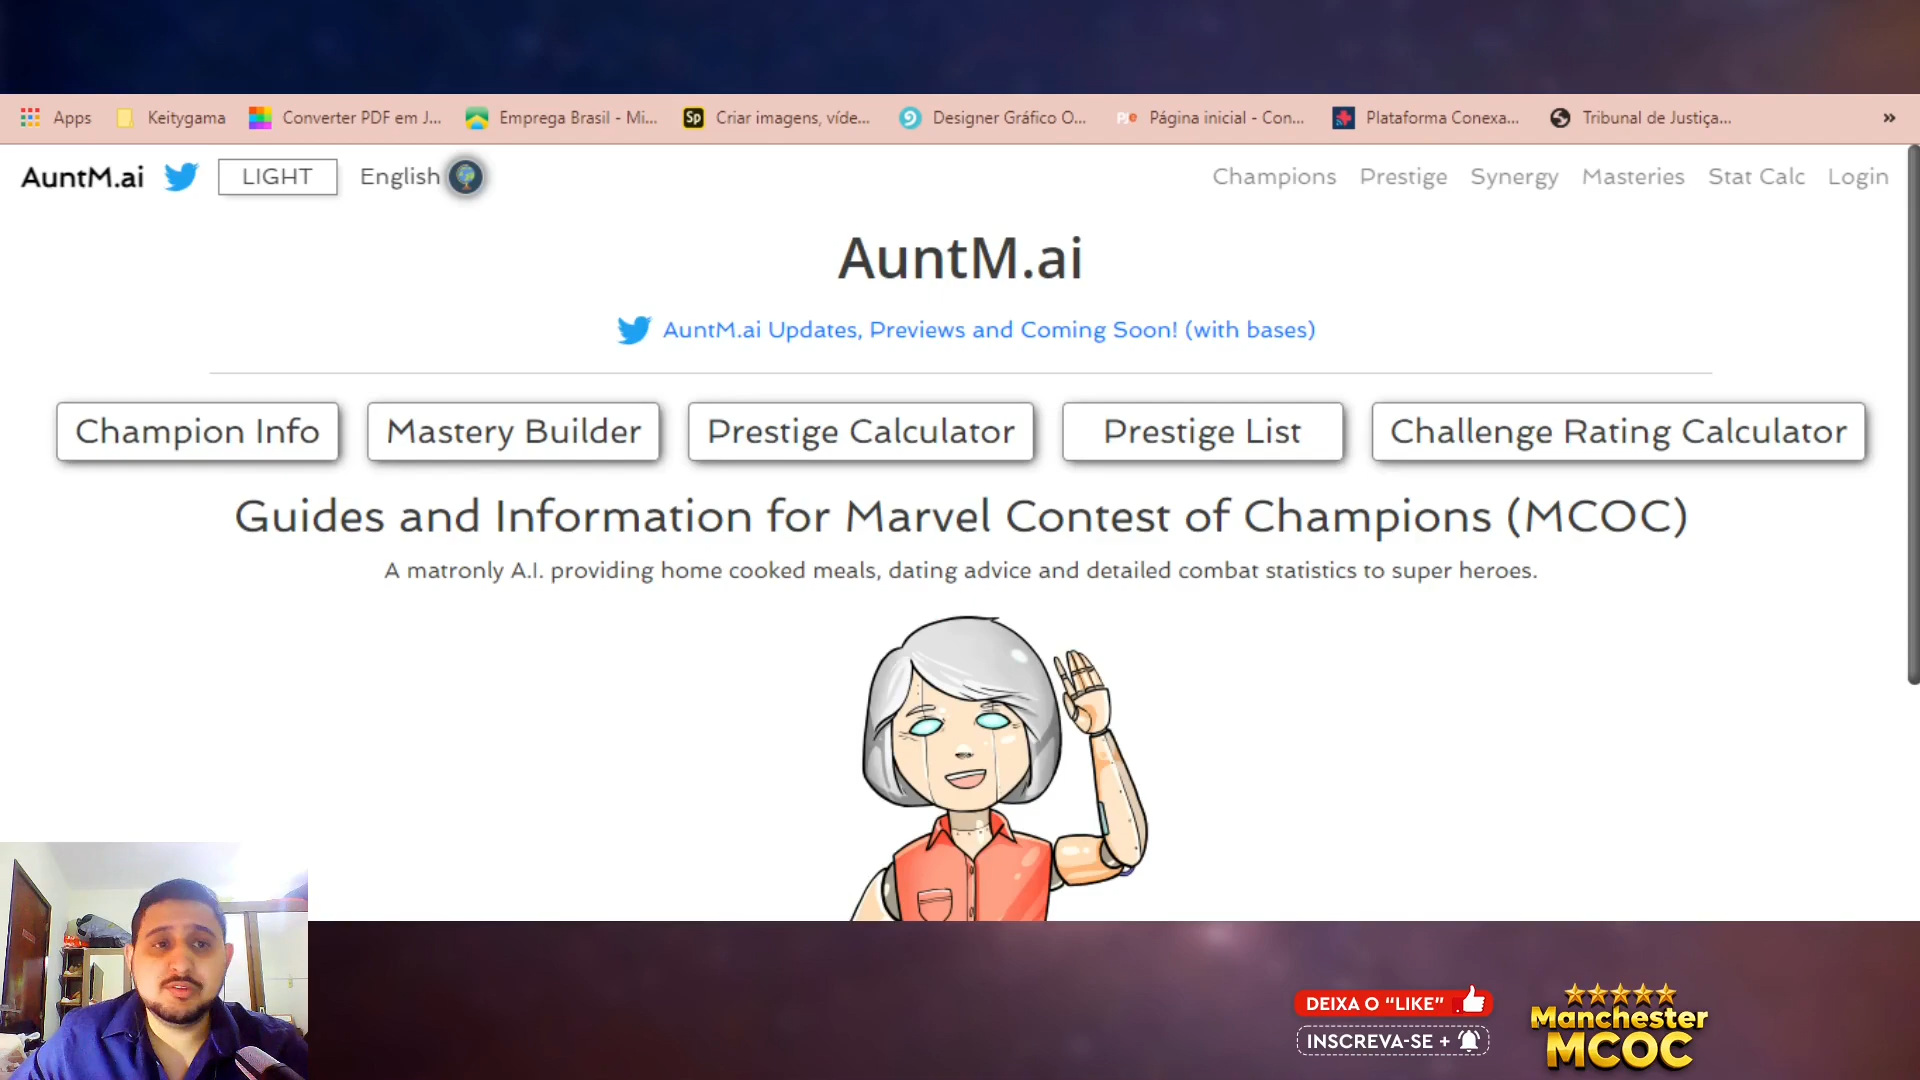 Apps Keitygama Converter PDF em J... Emprega Brasil - Mi... Sp Criar imagens, víde... Designer Gráfico O... PJe Página inicial - Con... Plataforma Conexa... Tribunal de Justiça... »
AuntM.ai LIGHT English Champions Prestige Synergy Masteries Stat Calc Login
AuntM.ai
AuntM.ai Updates, Previews and Coming Soon! (with bases)
Champion Info Mastery Builder Prestige Calculator Prestige List Challenge Rating Calculator
Guides and Information for Marvel Contest of Champions (MCOC)
A matronly A.I. providing home cooked meals, dating advice and detailed combat statistics to super heroes.
DEIXA O “LIKE”
INSCREVA-SE +
Manchester
MCOC